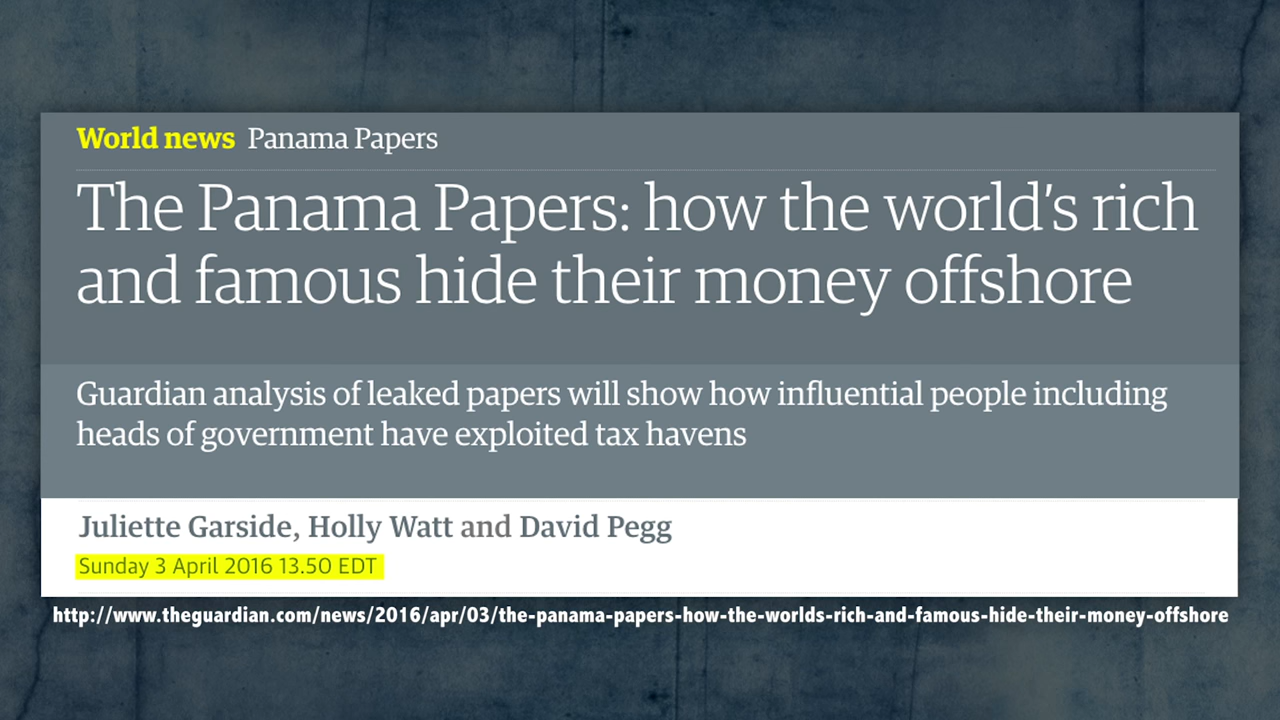 World news Panama Papers
The Panama Papers: how the world's rich
and famous hide their money offshore
Guardian analysis of leaked papers will show how influential people including
heads of government have exploited tax havens
Juliette Garside, Holly Watt and David Pegg
Sunday 3 April 2016 13.50 EDT
http://www.theguardian.com/news/2016/apr/03/the-panama-papers-how-the-worlds-rich-and-famous-hide-their-money-offshore